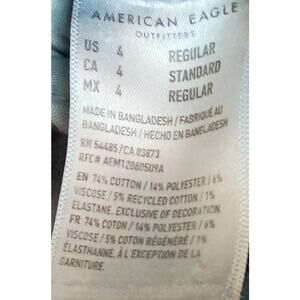 AMERICAN EAGLE
OUTFITTERS
US 4 REGULAR
CA 4 STANDARD
MX 4 REGULAR
MADE IN BANGLADESH / FABRIQUÉ AU
BANGLADESH / HECHO EN BANGLADESH
RN 54485/CA 03873
RFC# AEM120605U9A
EN 74% COTTON / 14% POLYESTER / 6%
VISCOSE / 5% RECYCLED COTTON / 1%
ELASTANE. EXCLUSIVE OF DECORATION.
FR 74% COTON / 14% POLYESTER / 6%
VISCOSE / 5% COTON RÉGÉNÉRÉ / 1%
ÉLASTHANNE. À L'EXCEPTION DE LA
GARNITURE.